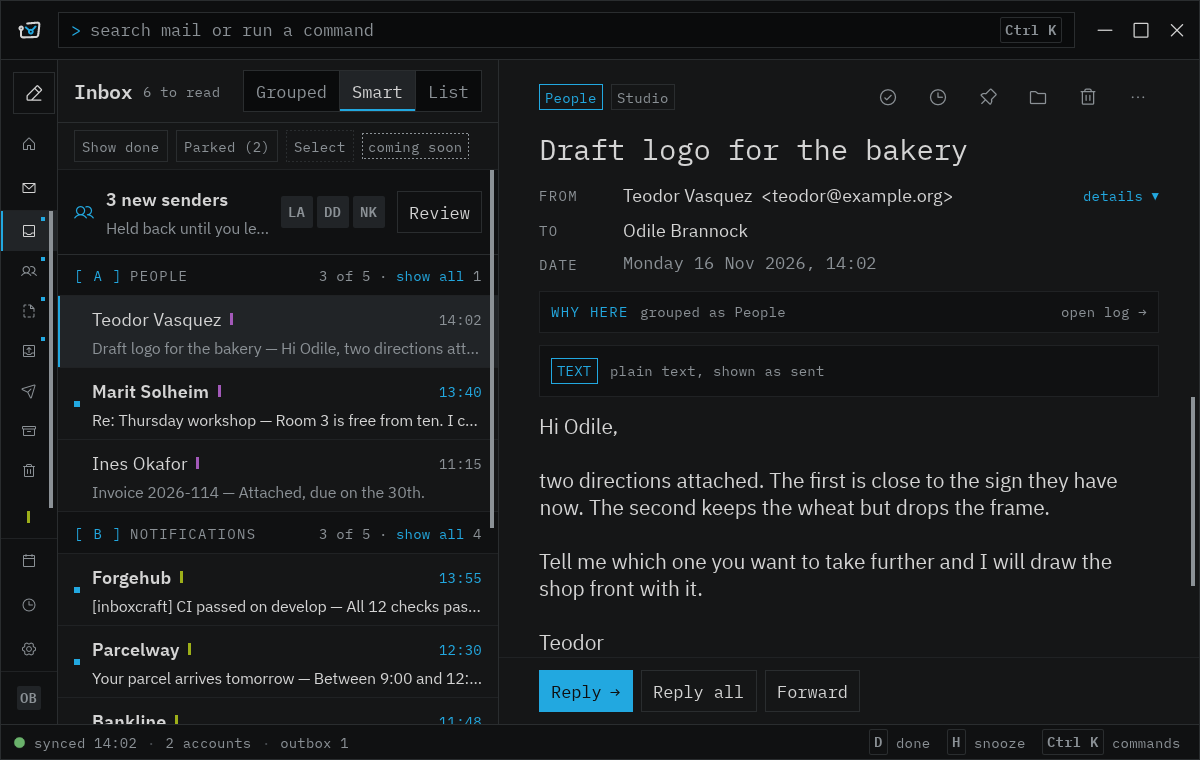 > search mail or run a command Ctrl K
Inbox 6 to read Grouped Smart List
Show done Parked (2) Select coming soon
3 new senders
Held back until you le...
LA DD NK Review
[ A ] PEOPLE 3 of 5 · show all 1
Teodor Vasquez 14:02
Draft logo for the bakery — Hi Odile, two directions att...
Marit Solheim 13:40
Re: Thursday workshop — Room 3 is free from ten. I c...
Ines Okafor 11:15
Invoice 2026-114 — Attached, due on the 30th.
[ B ] NOTIFICATIONS 3 of 5 · show all 4
Forgehub 13:55
[inboxcraft] CI passed on develop — All 12 checks pas...
Parcelway 12:30
Your parcel arrives tomorrow — Between 9:00 and 12:...
Bankline 11:48
OB
People Studio
Draft logo for the bakery
FROM Teodor Vasquez <teodor@example.org> details ▼
TO Odile Brannock
DATE Monday 16 Nov 2026, 14:02
WHY HERE grouped as People open log →
TEXT plain text, shown as sent
Hi Odile,
two directions attached. The first is close to the sign they have
now. The second keeps the wheat but drops the frame.
Tell me which one you want to take further and I will draw the
shop front with it.
Teodor
Reply → Reply all Forward
synced 14:02 · 2 accounts · outbox 1
D done H snooze Ctrl K commands